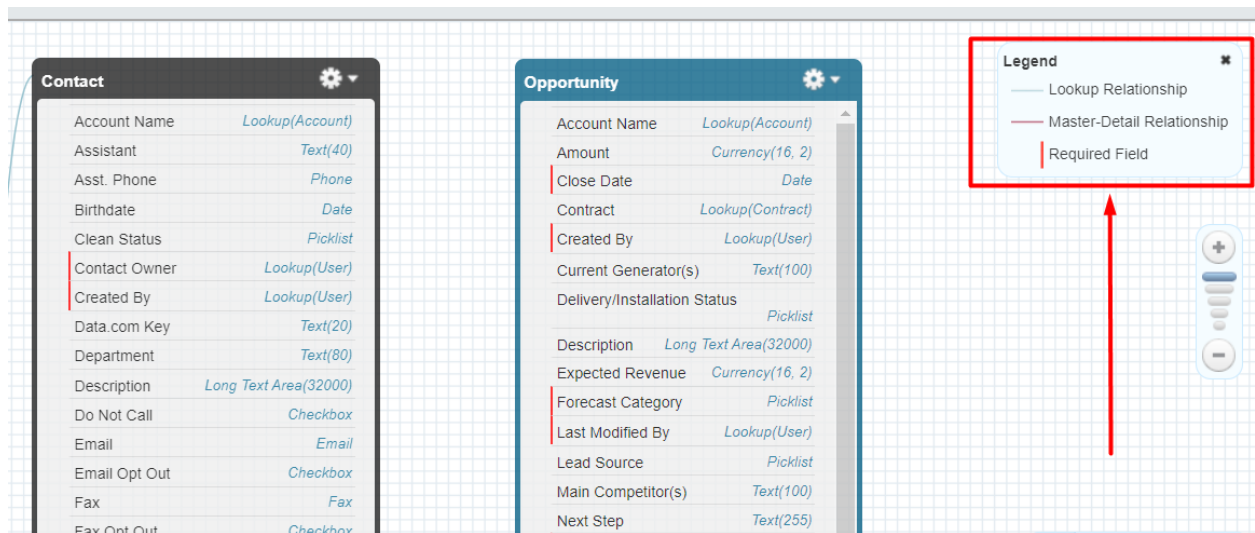 Contact
Account Name Lookup(Account)
Assistant Text(40)
Asst. Phone Phone
Birthdate Date
Clean Status Picklist
Contact Owner Lookup(User)
Created By Lookup(User)
Data.com Key Text(20)
Department Text(80)
Description Long Text Area(32000)
Do Not Call Checkbox
Email Email
Email Opt Out Checkbox
Fax Fax
Fax Opt Out Checkbox
Opportunity
Account Name Lookup(Account)
Amount Currency(16, 2)
Close Date Date
Contract Lookup(Contract)
Created By Lookup(User)
Current Generator(s) Text(100)
Delivery/Installation Status
Picklist
Description Long Text Area(32000)
Expected Revenue Currency(16, 2)
Forecast Category Picklist
Last Modified By Lookup(User)
Lead Source Picklist
Main Competitor(s) Text(100)
Next Step Text(255)
Legend
Lookup Relationship
Master-Detail Relationship
Required Field